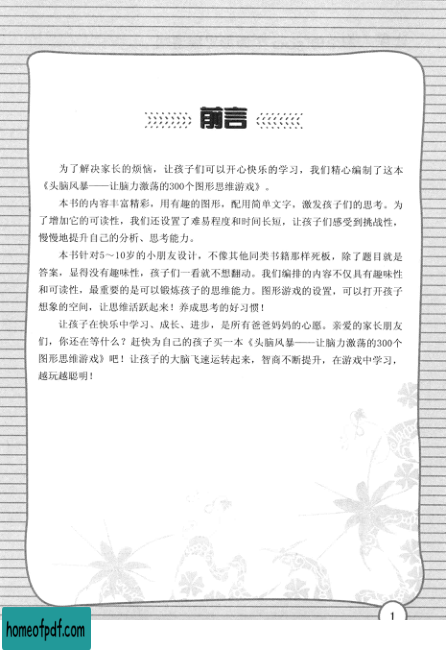 前言
为了解决家长的烦恼，让孩子们可以开心快乐的学习，我们精心编制了这本
《头脑风暴——让脑力激荡的300个图形思维游戏》。
本书的内容丰富精彩，用有趣的图形，配用简单文字，激发孩子们的思考。为
了增加它的可读性，我们还设置了难易程度和时间长短，让孩子们感受到挑战性，
慢慢地提升自己的分析、思考能力。
本书针对5～10岁的小朋友设计，不像其他同类书籍那样死板，除了题目就是
答案，显得没有趣味性，孩子们一看就不想翻动。我们编排的内容不仅具有趣味性
和可读性，最重要的是可以锻炼孩子的思维能力。图形游戏的设置，可以打开孩子
想象的空间，让思维活跃起来！养成思考的好习惯！
让孩子在快乐中学习、成长、进步，是所有爸爸妈妈的心愿。亲爱的家长朋友
们，你还在等什么？赶快为自己的孩子买一本《头脑风暴——让脑力激荡的300个
图形思维游戏》吧！让孩子的大脑飞速运转起来，智商不断提升，在游戏中学习，
越玩越聪明！
1
homeofpdf.com